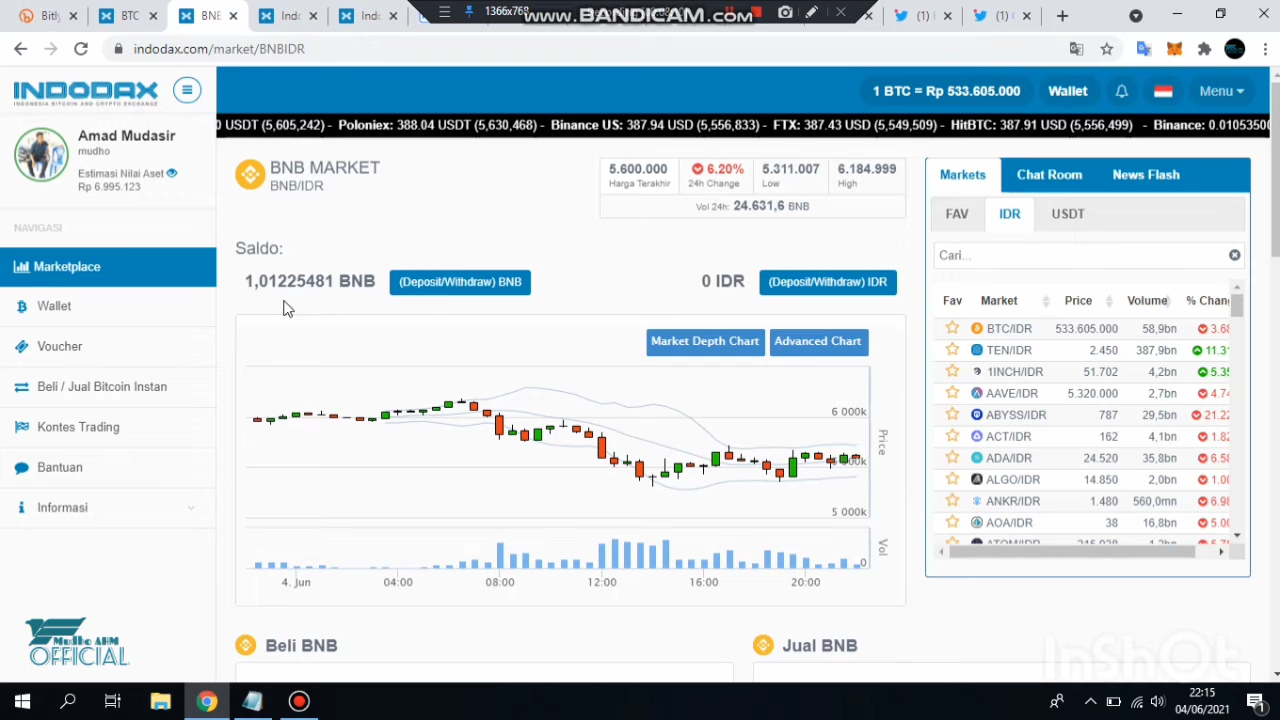 Bitly
BTC
BNB
Indo
Indo
1366x768
www.BANDICAM.com
(1)
(1)
indodax.com/market/BNBIDR
INDODAX
INDONESIA BITCOIN AND CRYPTO EXCHANGE
1 BTC = Rp 533.605.000
Wallet
Menu
0 USDT (5,605,242) - Poloniex: 388.04 USDT (5,630,468) - Binance US: 387.94 USD (5,556,833) - FTX: 387.43 USD (5,549,509) - HitBTC: 387.91 USD (5,556,499) - Binance: 0.0105350
Amad Mudasir
mudho
Estimasi Nilai Aset
Rp 6.995.123
NAVIGASI
Marketplace
Wallet
Voucher
Beli / Jual Bitcoin Instan
Kontes Trading
Bantuan
Informasi
Mudho AHM
OFFICIAL
BNB MARKET
BNB/IDR
5.600.000
Harga Terakhir
6.20%
24h Change
5.311.007
Low
6.184.999
High
Vol 24h: 24.631,6 BNB
Saldo:
1,01225481 BNB
(Deposit/Withdraw) BNB
0 IDR
(Deposit/Withdraw) IDR
Market Depth Chart
Advanced Chart
6 000k
5 000k
Price
Vol
0
4. Jun
04:00
08:00
12:00
16:00
20:00
Beli BNB
Jual BNB
Markets
Chat Room
News Flash
FAV
IDR
USDT
Cari...
Fav Market Price Volume % Chan
BTC/IDR 533.605.000 58,9bn 3.68
TEN/IDR 2.450 387,9bn 11.3
1INCH/IDR 51.702 4,2bn 5.35
AAVE/IDR 5.320.000 2,7bn 4.74
ABYSS/IDR 787 29,5bn 21.22
ACT/IDR 162 4,1bn 1.82
ADA/IDR 24.500 35,8bn 6.58
ALGO/IDR 14.850 2,0bn 1.00
ANKR/IDR 1.480 560,0mn 6.98
AOA/IDR 38 16,8bn 5.00
ATOM/IDR
InShOt
22:15
04/06/2021
1